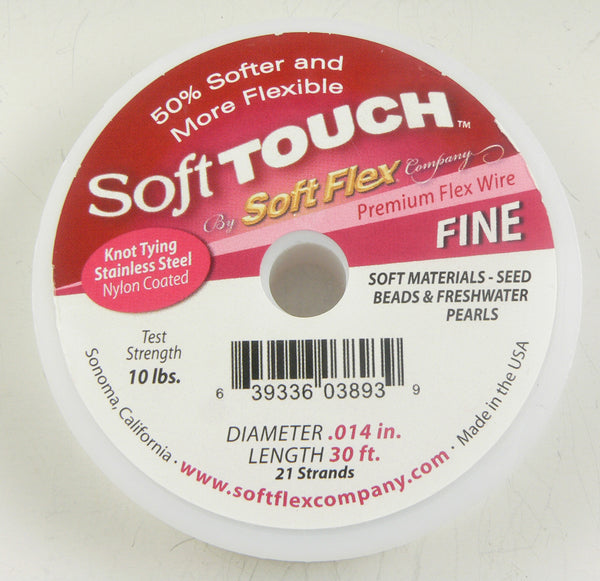 50% Softer and
More Flexible
Soft TOUCH™
By Soft Flex Company
Premium Flex Wire
FINE
Knot Tying
Stainless Steel
Nylon Coated
SOFT MATERIALS - SEED
BEADS & FRESHWATER
PEARLS
Test
Strength
10 lbs.
6 39336 03893 9
DIAMETER .014 in.
LENGTH 30 ft.
21 Strands
Sonoma, California · www.softflexcompany.com · Made in the USA